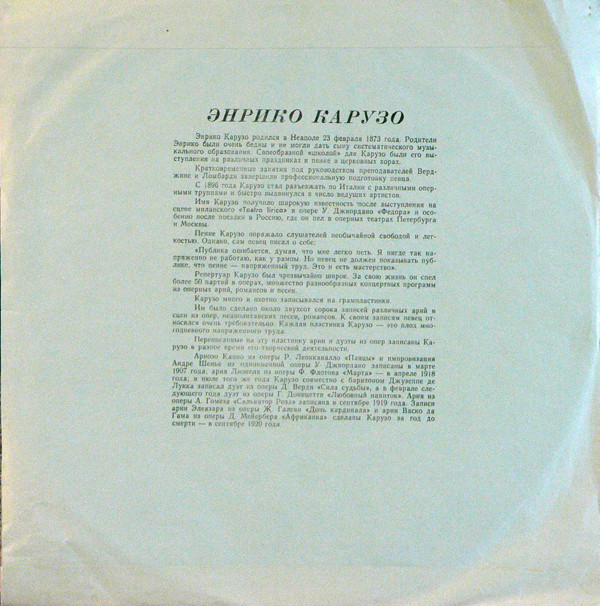 ЭНРИКО КАРУЗО
Энрико Карузо родился в Неаполе 23 февраля 1873 года. Родители
Энрико были очень бедны и не могли дать сыну систематического музы-
кального образования. Своеобразной «школой» для Карузо были его вы-
ступления на различных праздниках и пение в церковных хорах.
Кратковременные занятия под руководством преподавателей Верд-
жине и Ломбарди завершили профессиональную подготовку певца.
С 1896 года Карузо стал разъезжать по Италии с различными опер-
ными труппами и быстро выдвинулся в число ведущих артистов.
Имя Карузо получило широкую известность после выступления на
сцене миланского «Teatro lirico» в опере У. Джиордано «Федора» и осо-
бенно после поездки в Россию, где он пел в оперных театрах Петербурга
и Москвы.
Пение Карузо поражало слушателей необычайной свободой и лег-
костью. Однако, сам певец писал о себе:
«Публика ошибается, думая, что мне легко петь. Я нигде так на-
пряженно не работаю, как у рампы. Но певец не должен показывать пуб-
лике, что пение — напряженный труд. Это и есть мастерство».
Репертуар Карузо был чрезвычайно широк. За свою жизнь он спел
более 50 партий в операх, множество разнообразных концертных программ
из оперных арий, романсов и песен.
Карузо много и охотно записывался на грампластинки.
Им было сделано около двухсот сорока записей различных арий и
сцен из опер, неаполитанских песен, романсов. К своим записям певец от-
носился очень требовательно. Каждая пластинка Карузо — это плод мно-
годневного напряженного труда.
Переписанные на эту пластинку арии и дуэты из опер записаны Ка-
рузо в разное время его творческой деятельности.
Ариозо Канио из оперы Р. Леонкавалло «Паяцы» и импровизация
Андре Шенье из одноименной оперы У. Джиордано записаны в марте
1907 года, ария Лионеля из оперы Ф. Флотова «Марта» — в апреле 1918
года, в июле того же года Карузо совместно с баритоном Джузеппе де
Лукка записал дуэт из оперы Д. Верди «Сила судьбы», а в феврале сле-
дующего года дуэт из оперы Г. Доницетти «Любовный напиток». Ария из
оперы А. Гомеза «Сальватор Роза» записана в сентябре 1919 года. Записи
арии Элеазара из оперы Ж. Галеви «Дочь кардинала» и арии Васко да
Гама из оперы Д. Мейербера «Африканка» сделаны Карузо за год до
смерти — в сентябре 1920 года.